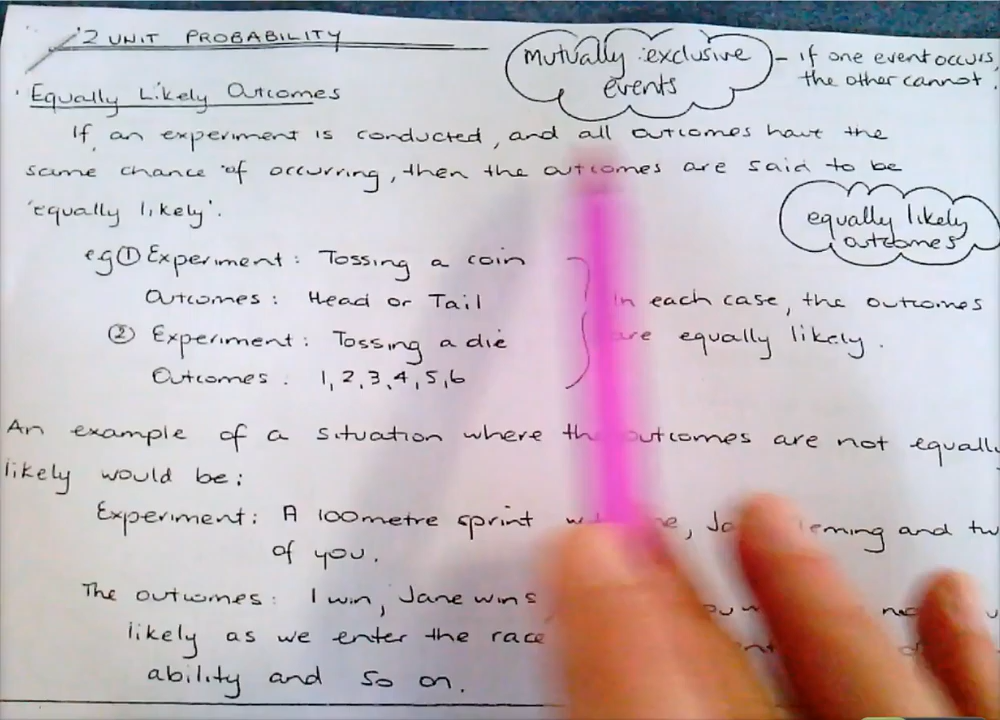 2 UNIT PROBABILITY
Mutually exclusive
events
- if one event occurs,
the other cannot.
Equally Likely Outcomes
If, an experiment is conducted, and all outcomes have the
same chance of occurring, then the outcomes are said to be
'equally likely'.
equally likely
outcomes
eg ① Experiment: Tossing a coin
Outcomes: Head or Tail
② Experiment: Tossing a die
Outcomes: 1, 2, 3, 4, 5, 6
In each case, the outcomes
are equally likely.
An example of a situation where the outcomes are not equally
likely would be:
Experiment: A 100metre sprint and
of you.
The outcomes: I win, Jane wins
likely as we enter the race
ability and so on.